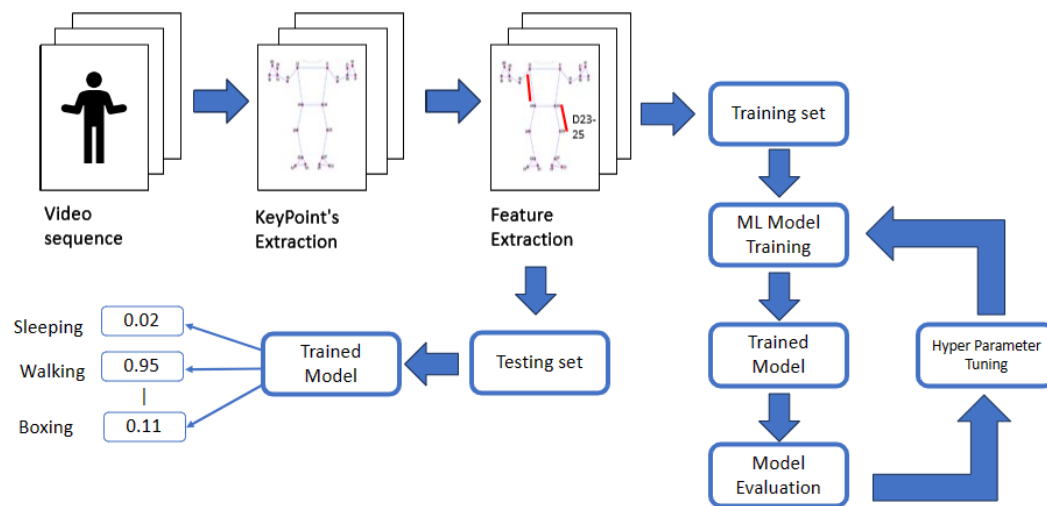 D23-
25
Video
sequence
KeyPoint's
Extraction
Feature
Extraction
Training set
ML Model
Training
Trained
Model
Model
Evaluation
Hyper Parameter
Tuning
Testing set
Trained
Model
Sleeping
0.02
Walking
0.95
Boxing
0.11